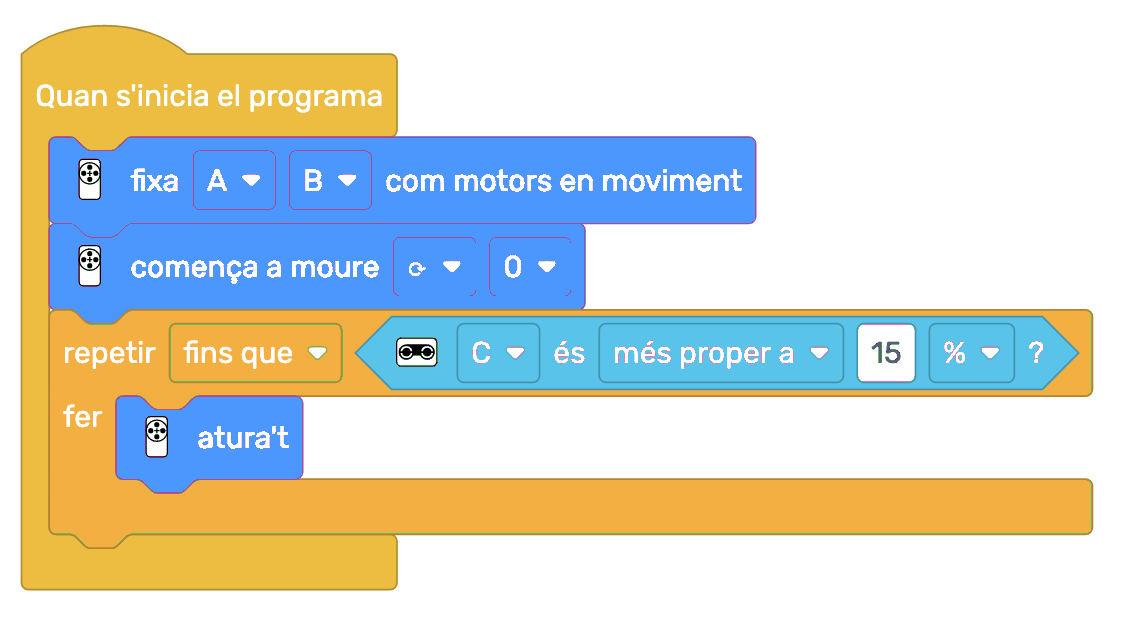 Quan s'inicia el programa
fixa A B com motors en moviment
comença a moure ⟳ 0
repetir fins que C és més proper a 15 % ?
fer atura't